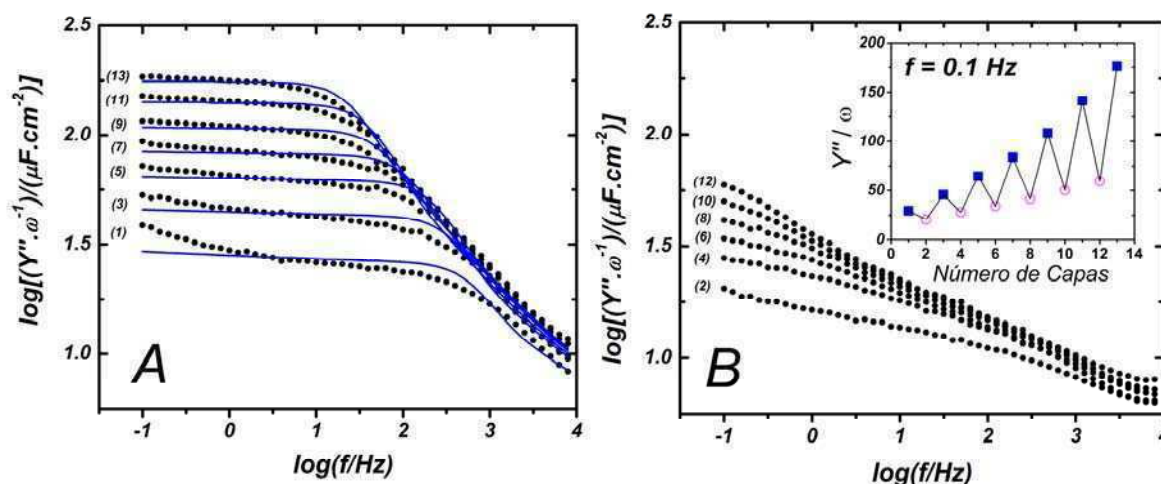 2.5
2.0
1.5
1.0
log[(Y''.ω⁻¹)/(μF.cm⁻²)]
(13)
(11)
(9)
(7)
(5)
(3)
(1)
A
-1 0 1 2 3 4
log(f/Hz)
2.5
2.0
1.5
1.0
log[(Y''.ω⁻¹)/(μF.cm⁻²)]
(12)
(10)
(8)
(6)
(4)
(2)
B
-1 0 1 2 3 4
log(f/Hz)
200
150
100
50
0
Y'' / ω
f = 0.1 Hz
0 2 4 6 8 10 12 14
Número de Capas